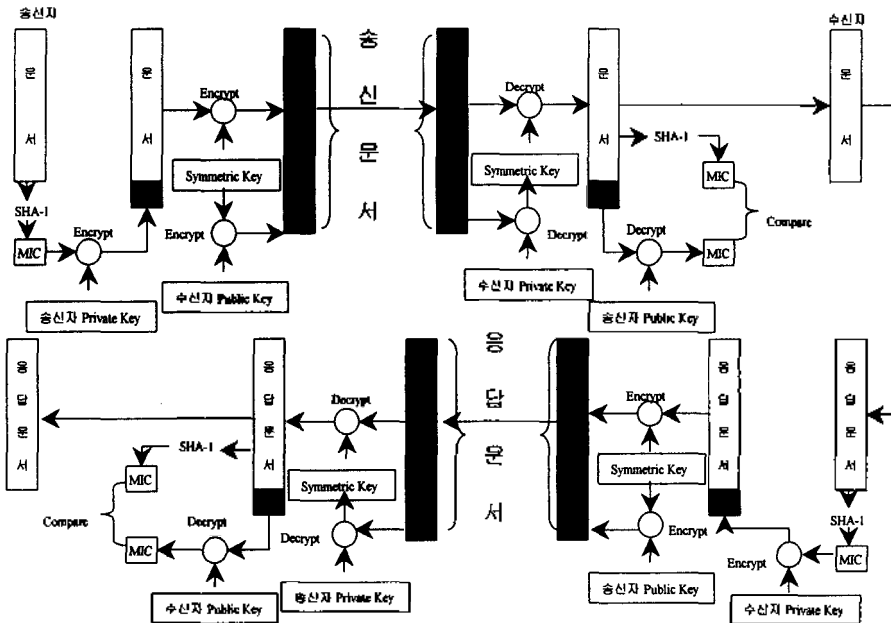 송신자
문서
SHA-1
MIC
Encrypt
송신자 Private Key
문서
Encrypt
Symmetric Key
Encrypt
수신자 Public Key
송신문서
Decrypt
Symmetric Key
Decrypt
수신자 Private Key
문서
SHA-1
MIC
Decrypt
MIC
Compare
송신자 Public Key
수신자
문서
응답문서
SHA-1
MIC
Encrypt
수신자 Private Key
응답문서
Encrypt
Symmetric Key
Encrypt
송신자 Public Key
응답문서
Decrypt
Symmetric Key
Decrypt
송신자 Private Key
응답문서
SHA-1
MIC
Decrypt
MIC
Compare
수신자 Public Key
응답문서